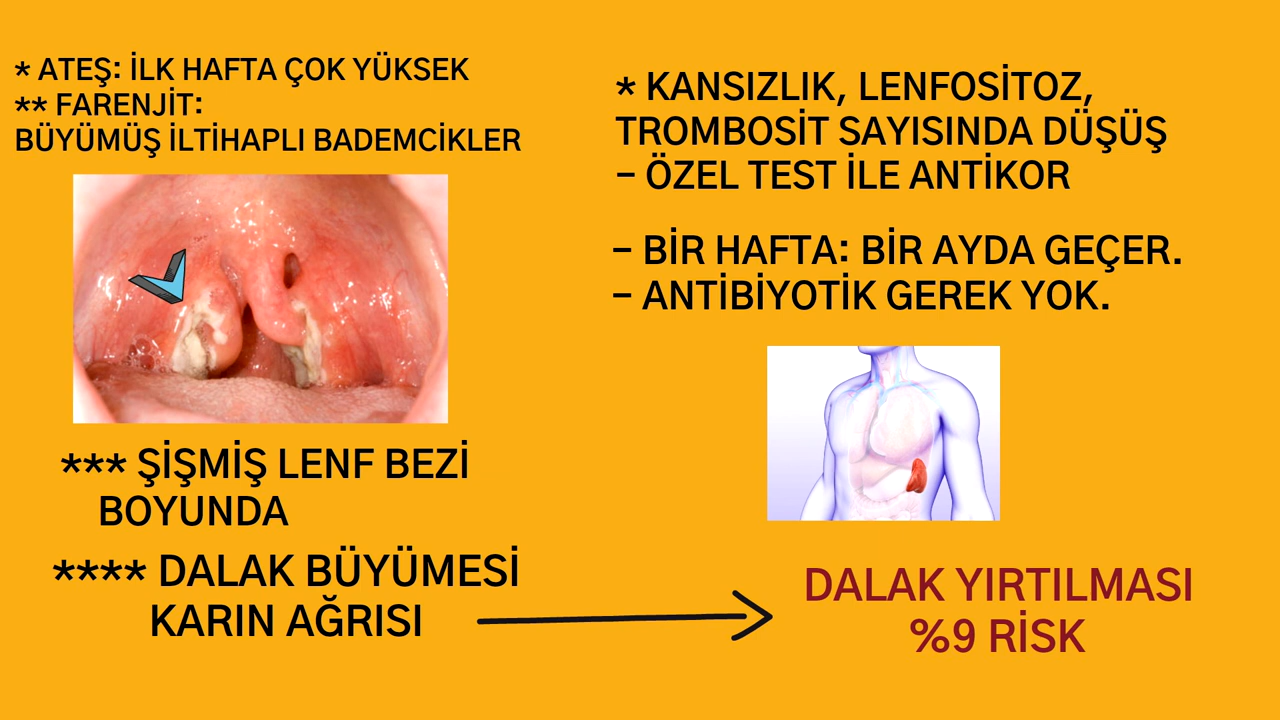 * ATEŞ: İLK HAFTA ÇOK YÜKSEK
** FARENJİT:
BÜYÜMÜŞ İLTİHAPLI BADEMCİKLER
*** ŞİŞMİŞ LENF BEZİ
BOYUNDA
**** DALAK BÜYÜMESİ
KARIN AĞRISI
* KANSIZLIK, LENFOSİTOZ,
TROMBOSİT SAYISINDA DÜŞÜŞ
- ÖZEL TEST İLE ANTİKOR
- BİR HAFTA: BİR AYDA GEÇER.
- ANTİBİYOTİK GEREK YOK.
DALAK YIRTILMASI
%9 RİSK